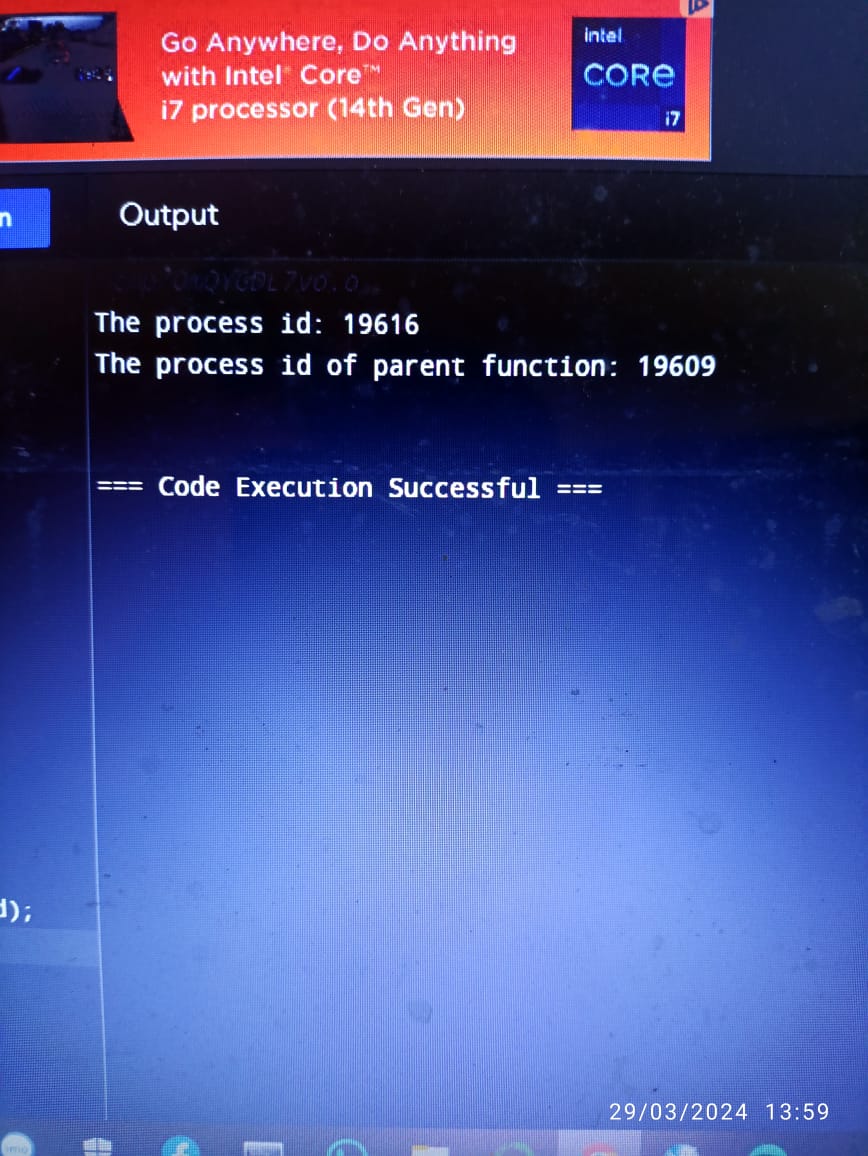 Go Anywhere, Do Anything
with Intel® Core™
i7 processor (14th Gen)
intel
CORe
i7
n
Output
The process id: 19616
The process id of parent function: 19609
=== Code Execution Successful ===
d);
29/03/2024 13:59